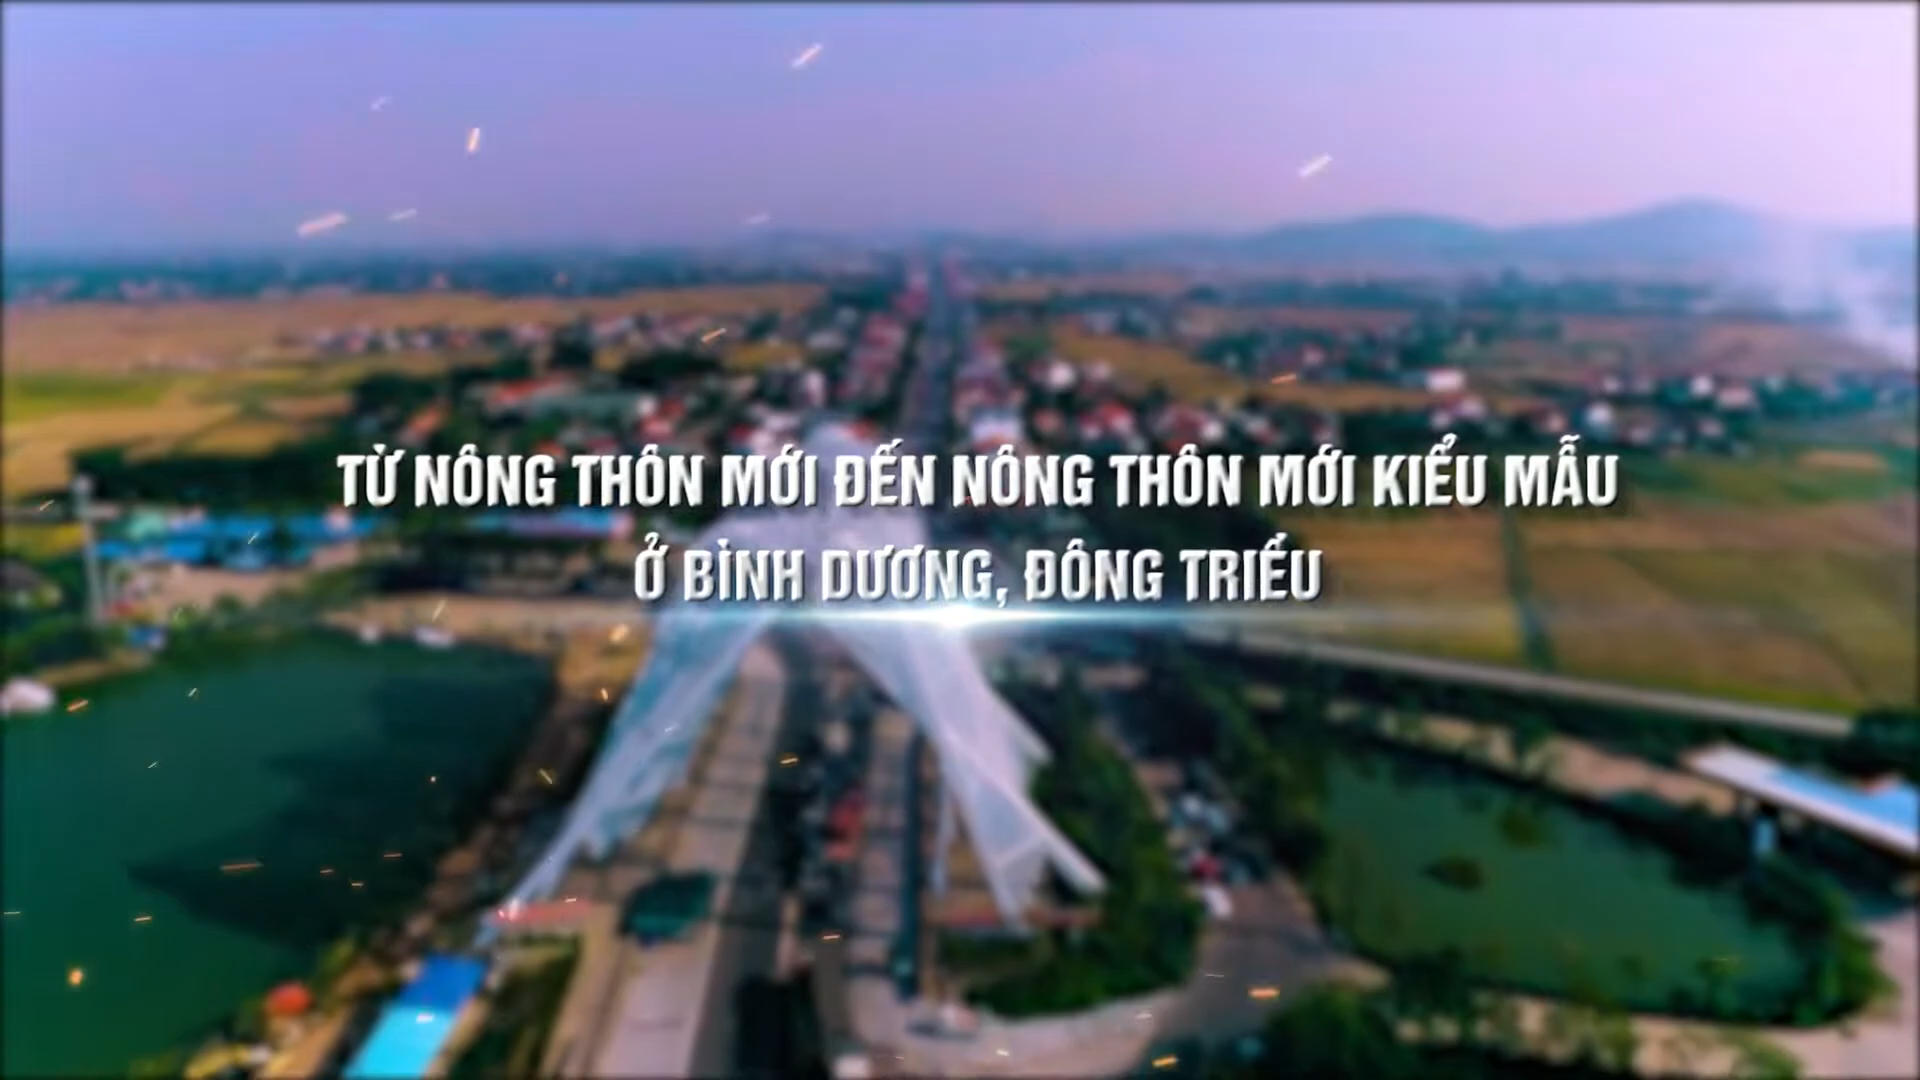 TỪ NÔNG THÔN MỚI ĐẾN NÔNG THÔN MỚI KIỂU MẪU
Ở BÌNH DƯƠNG, ĐÔNG TRIỀU